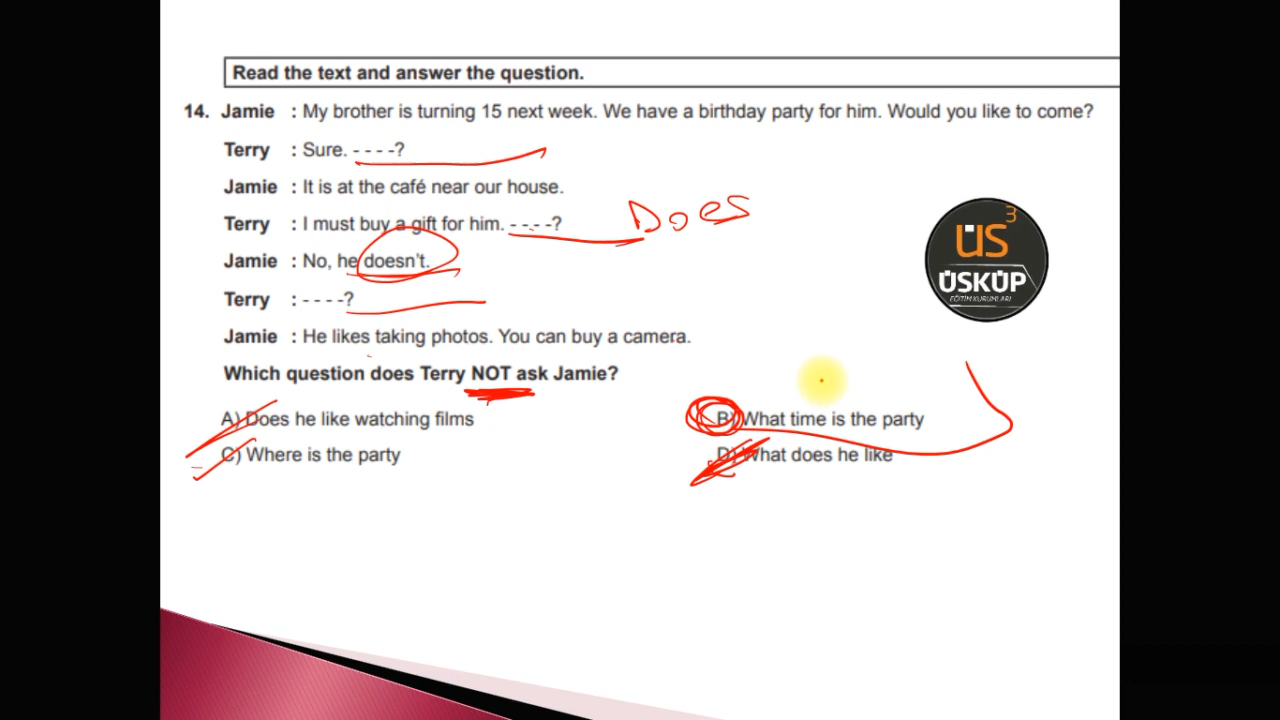 Read the text and answer the question.
14. Jamie : My brother is turning 15 next week. We have a birthday party for him. Would you like to come?
Terry : Sure. - - - -?
Jamie : It is at the café near our house.
Terry : I must buy a gift for him. - - - -? Does
Jamie : No, he doesn't.
Terry : - - - -?
Jamie : He likes taking photos. You can buy a camera.
Which question does Terry NOT ask Jamie?
A) Does he like watching films
B) What time is the party
C) Where is the party
D) What does he like
ÜS 3
ÜSKÜP
EĞİTİM KURUMLARI